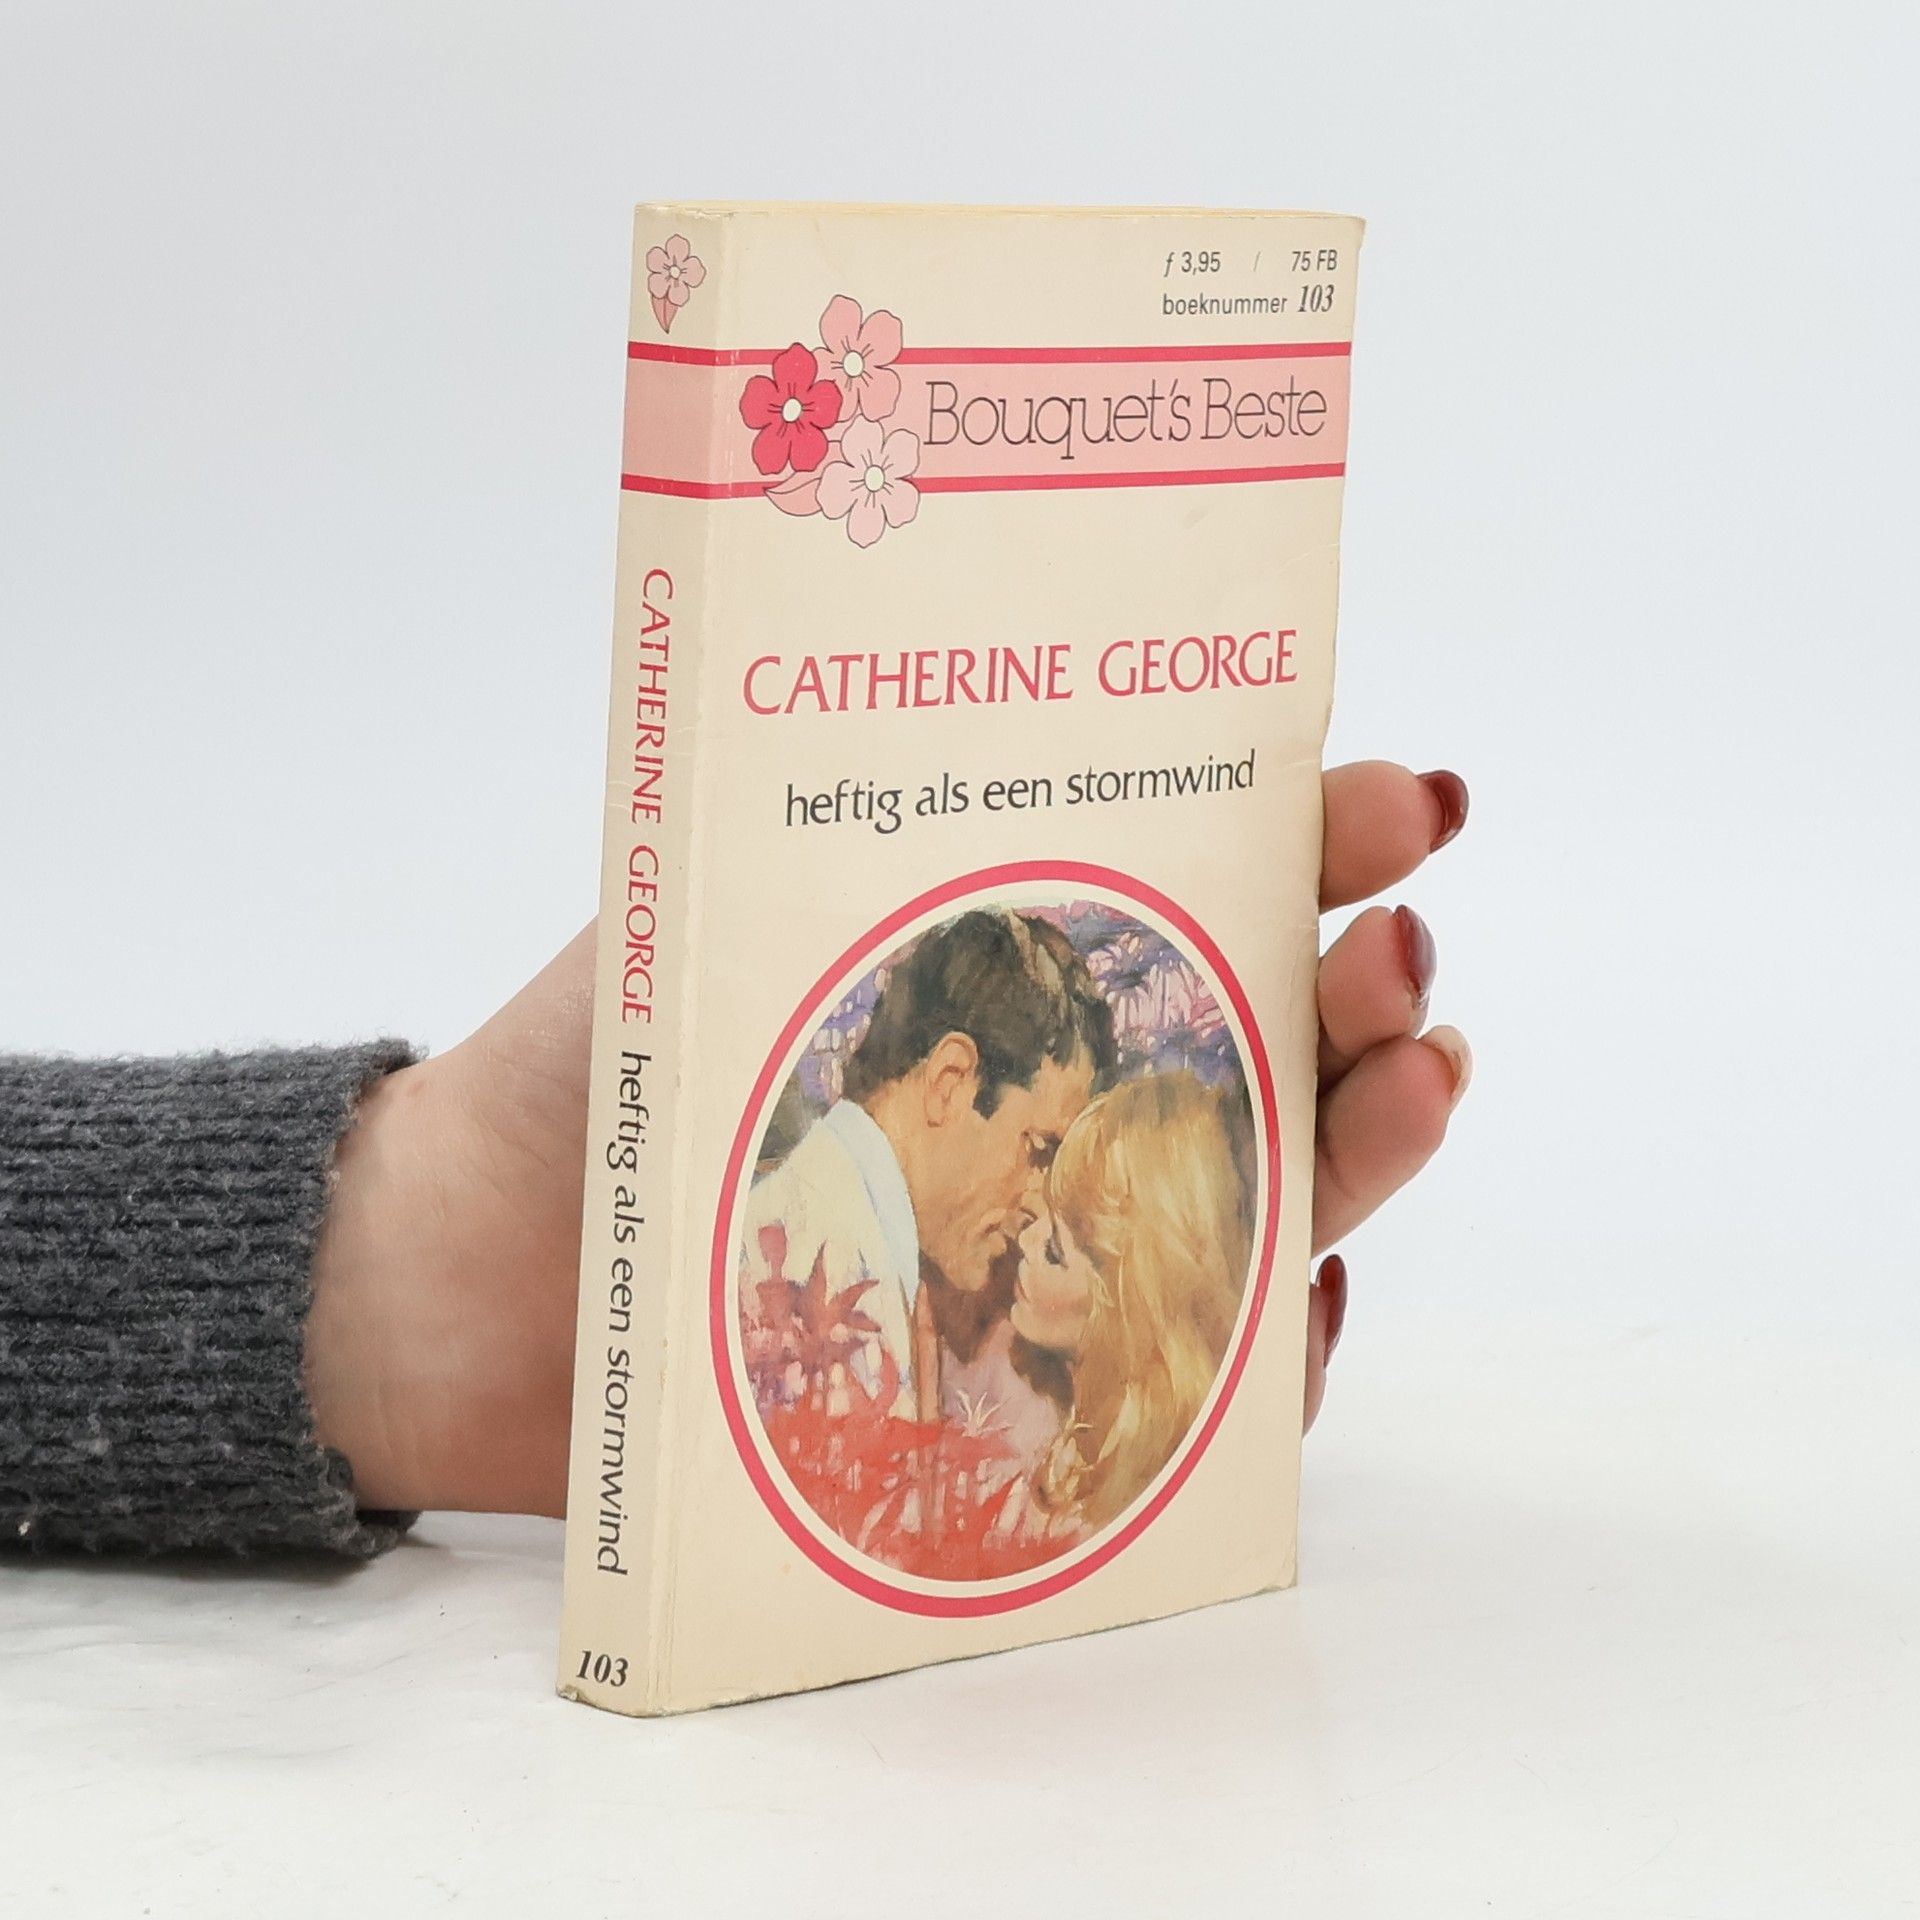 ƒ 3,95 / 75 FB
boeknummer 103
Bouquet's Beste
CATHERINE GEORGE
heftig als een stormwind
CATHERINE GEORGE heftig als een stormwind
103